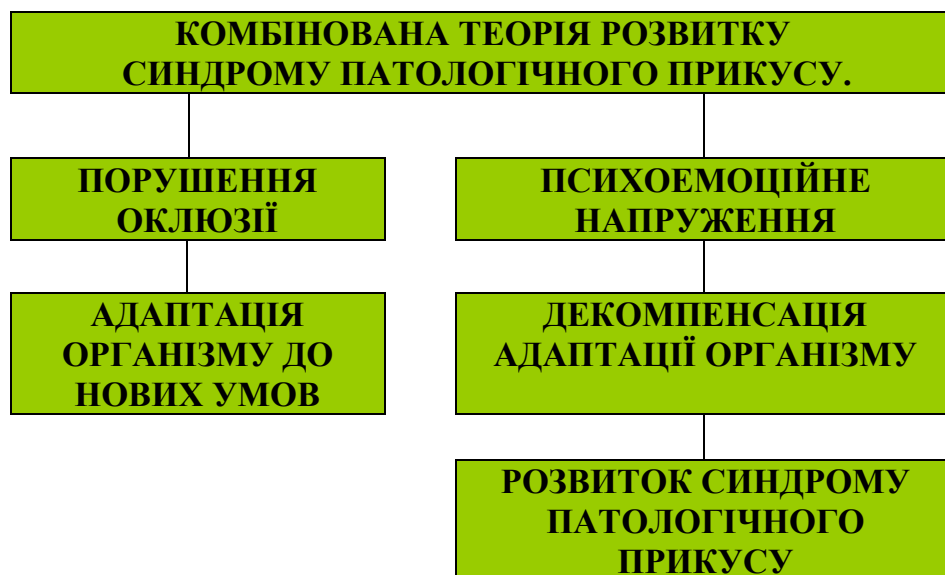 КОМБІНОВАНА ТЕОРІЯ РОЗВИТКУ
СИНДРОМУ ПАТОЛОГІЧНОГО ПРИКУСУ.
ПОРУШЕННЯ
ОКЛЮЗІЇ
ПСИХОЕМОЦІЙНЕ
НАПРУЖЕННЯ
АДАПТАЦІЯ
ОРГАНІЗМУ ДО
НОВИХ УМОВ
ДЕКОМПЕНСАЦІЯ
АДАПТАЦІЇ ОРГАНІЗМУ
РОЗВИТОК СИНДРОМУ
ПАТОЛОГІЧНОГО
ПРИКУСУ